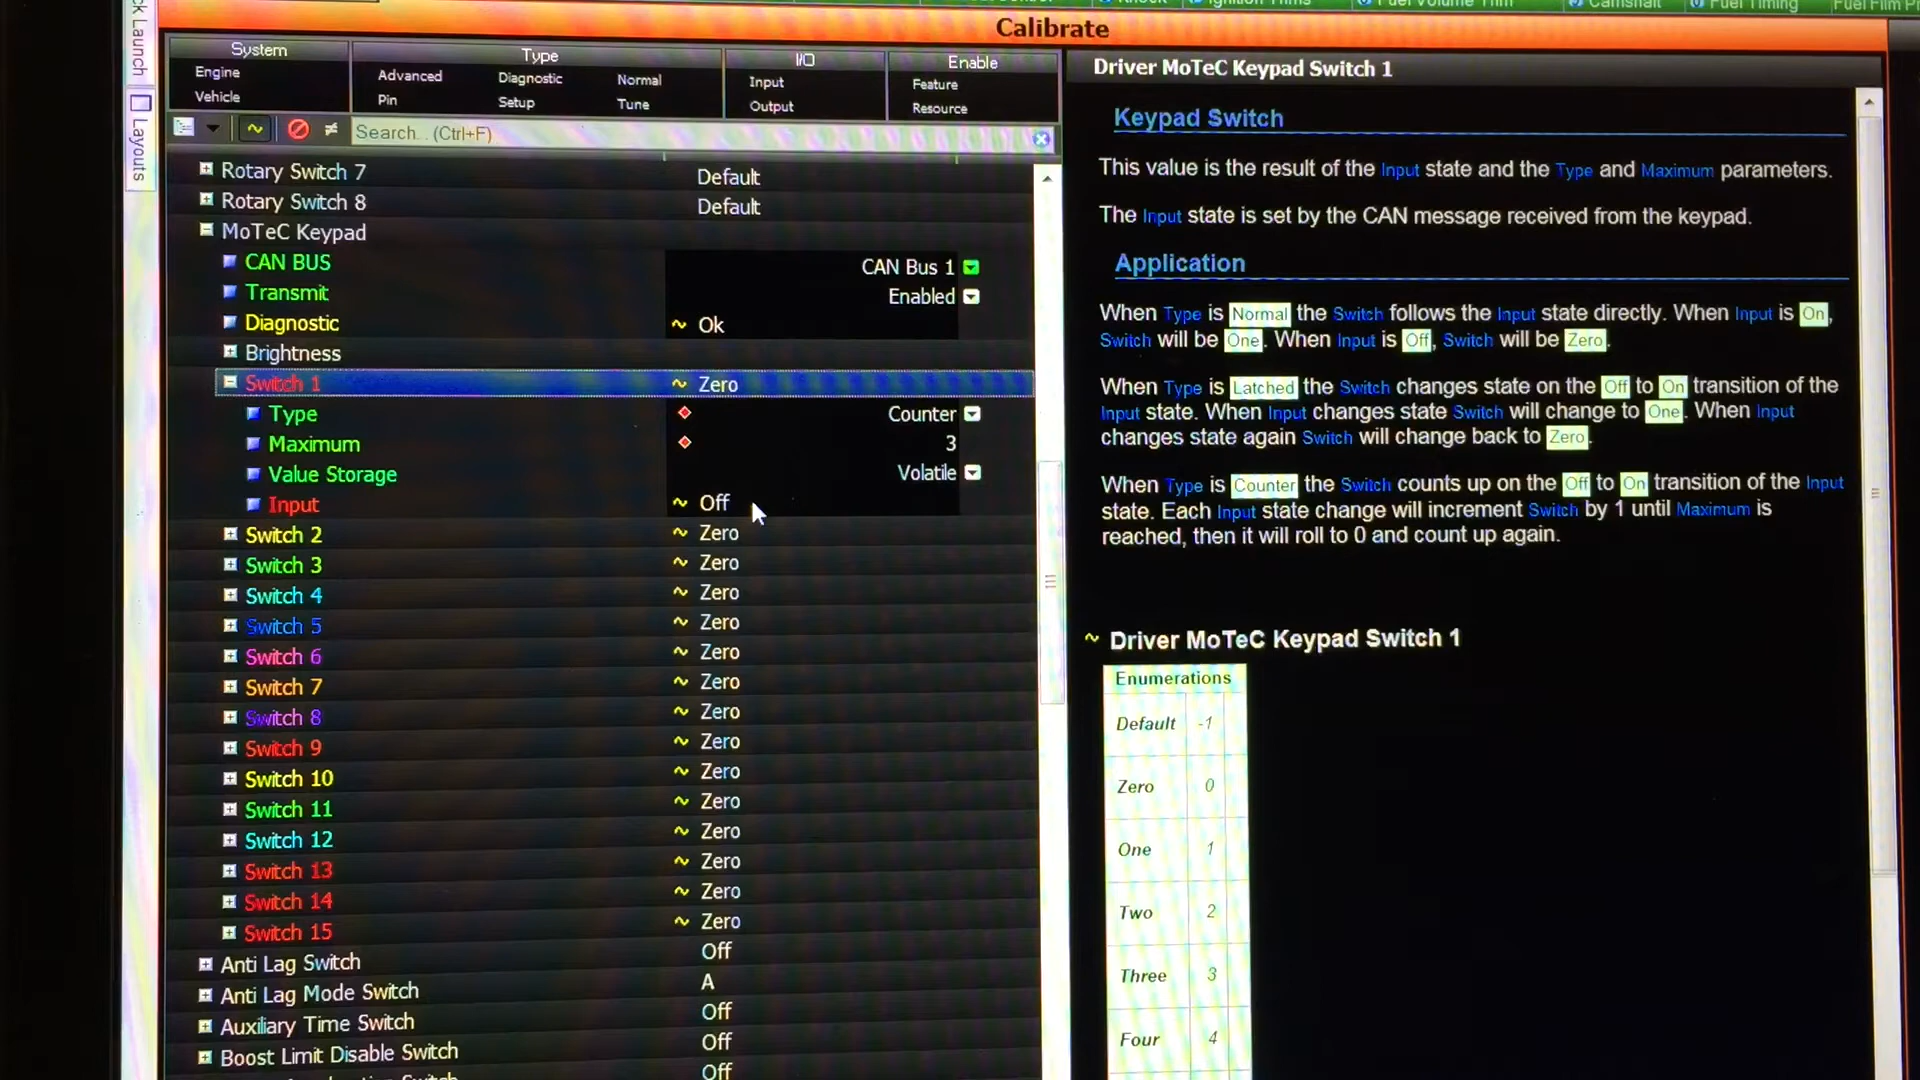 Knock
Ignition Trims
Fuel Volume Trim
Camshaft
Fuel Timing
Calibrate
Launch
Layouts
System
Engine
Vehicle
Type
Advanced
Diagnostic
Normal
Pin
Setup
Tune
I/O
Input
Output
Enable
Feature
Resource
Search... (Ctrl+F)
Rotary Switch 7 Default
Rotary Switch 8 Default
MoTeC Keypad
CAN BUS CAN Bus 1
Transmit Enabled
Diagnostic Ok
Brightness
Switch 1 Zero
Type Counter
Maximum 3
Value Storage Volatile
Input Off
Switch 2 Zero
Switch 3 Zero
Switch 4 Zero
Switch 5 Zero
Switch 6 Zero
Switch 7 Zero
Switch 8 Zero
Switch 9 Zero
Switch 10 Zero
Switch 11 Zero
Switch 12 Zero
Switch 13 Zero
Switch 14 Zero
Switch 15 Zero
Anti Lag Switch Off
Anti Lag Mode Switch A
Auxiliary Time Switch Off
Boost Limit Disable Switch Off
Off
Driver MoTeC Keypad Switch 1
Keypad Switch
This value is the result of the Input state and the Type and Maximum parameters.
The Input state is set by the CAN message received from the keypad.
Application
When Type is Normal the Switch follows the Input state directly. When Input is On,
Switch will be One. When Input is Off, Switch will be Zero.
When Type is Latched the Switch changes state on the Off to On transition of the
Input state. When Input changes state Switch will change to One. When Input
changes state again Switch will change back to Zero.
When Type is Counter the Switch counts up on the Off to On transition of the Input
state. Each Input state change will increment Switch by 1 until Maximum is
reached, then it will roll to 0 and count up again.
Driver MoTeC Keypad Switch 1
Enumerations
Default -1
Zero 0
One 1
Two 2
Three 3
Four 4